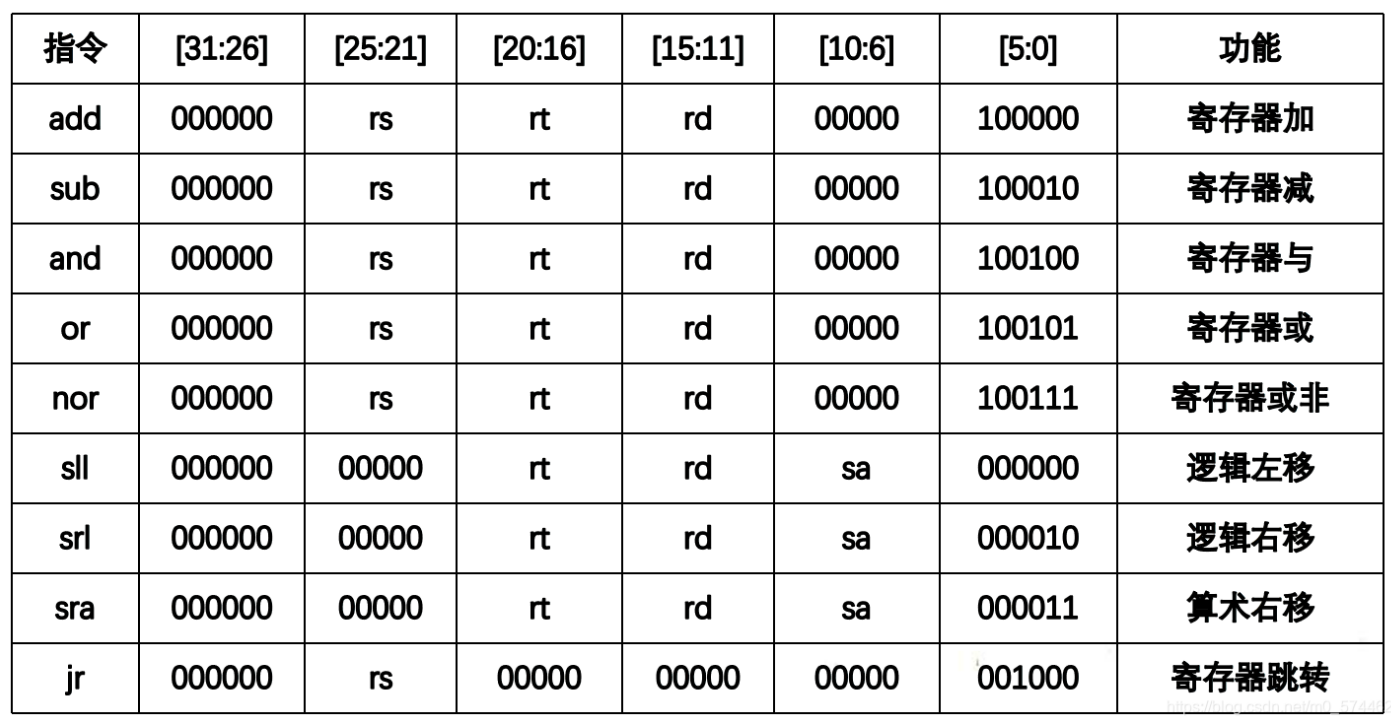 指令 [31:26] [25:21] [20:16] [15:11] [10:6] [5:0] 功能
add 000000 rs rt rd 00000 100000 寄存器加
sub 000000 rs rt rd 00000 100010 寄存器减
and 000000 rs rt rd 00000 100100 寄存器与
or 000000 rs rt rd 00000 100101 寄存器或
nor 000000 rs rt rd 00000 100111 寄存器或非
sll 000000 00000 rt rd sa 000000 逻辑左移
srl 000000 00000 rt rd sa 000010 逻辑右移
sra 000000 00000 rt rd sa 000011 算术右移
jr 000000 rs 00000 00000 00000 001000 寄存器跳转